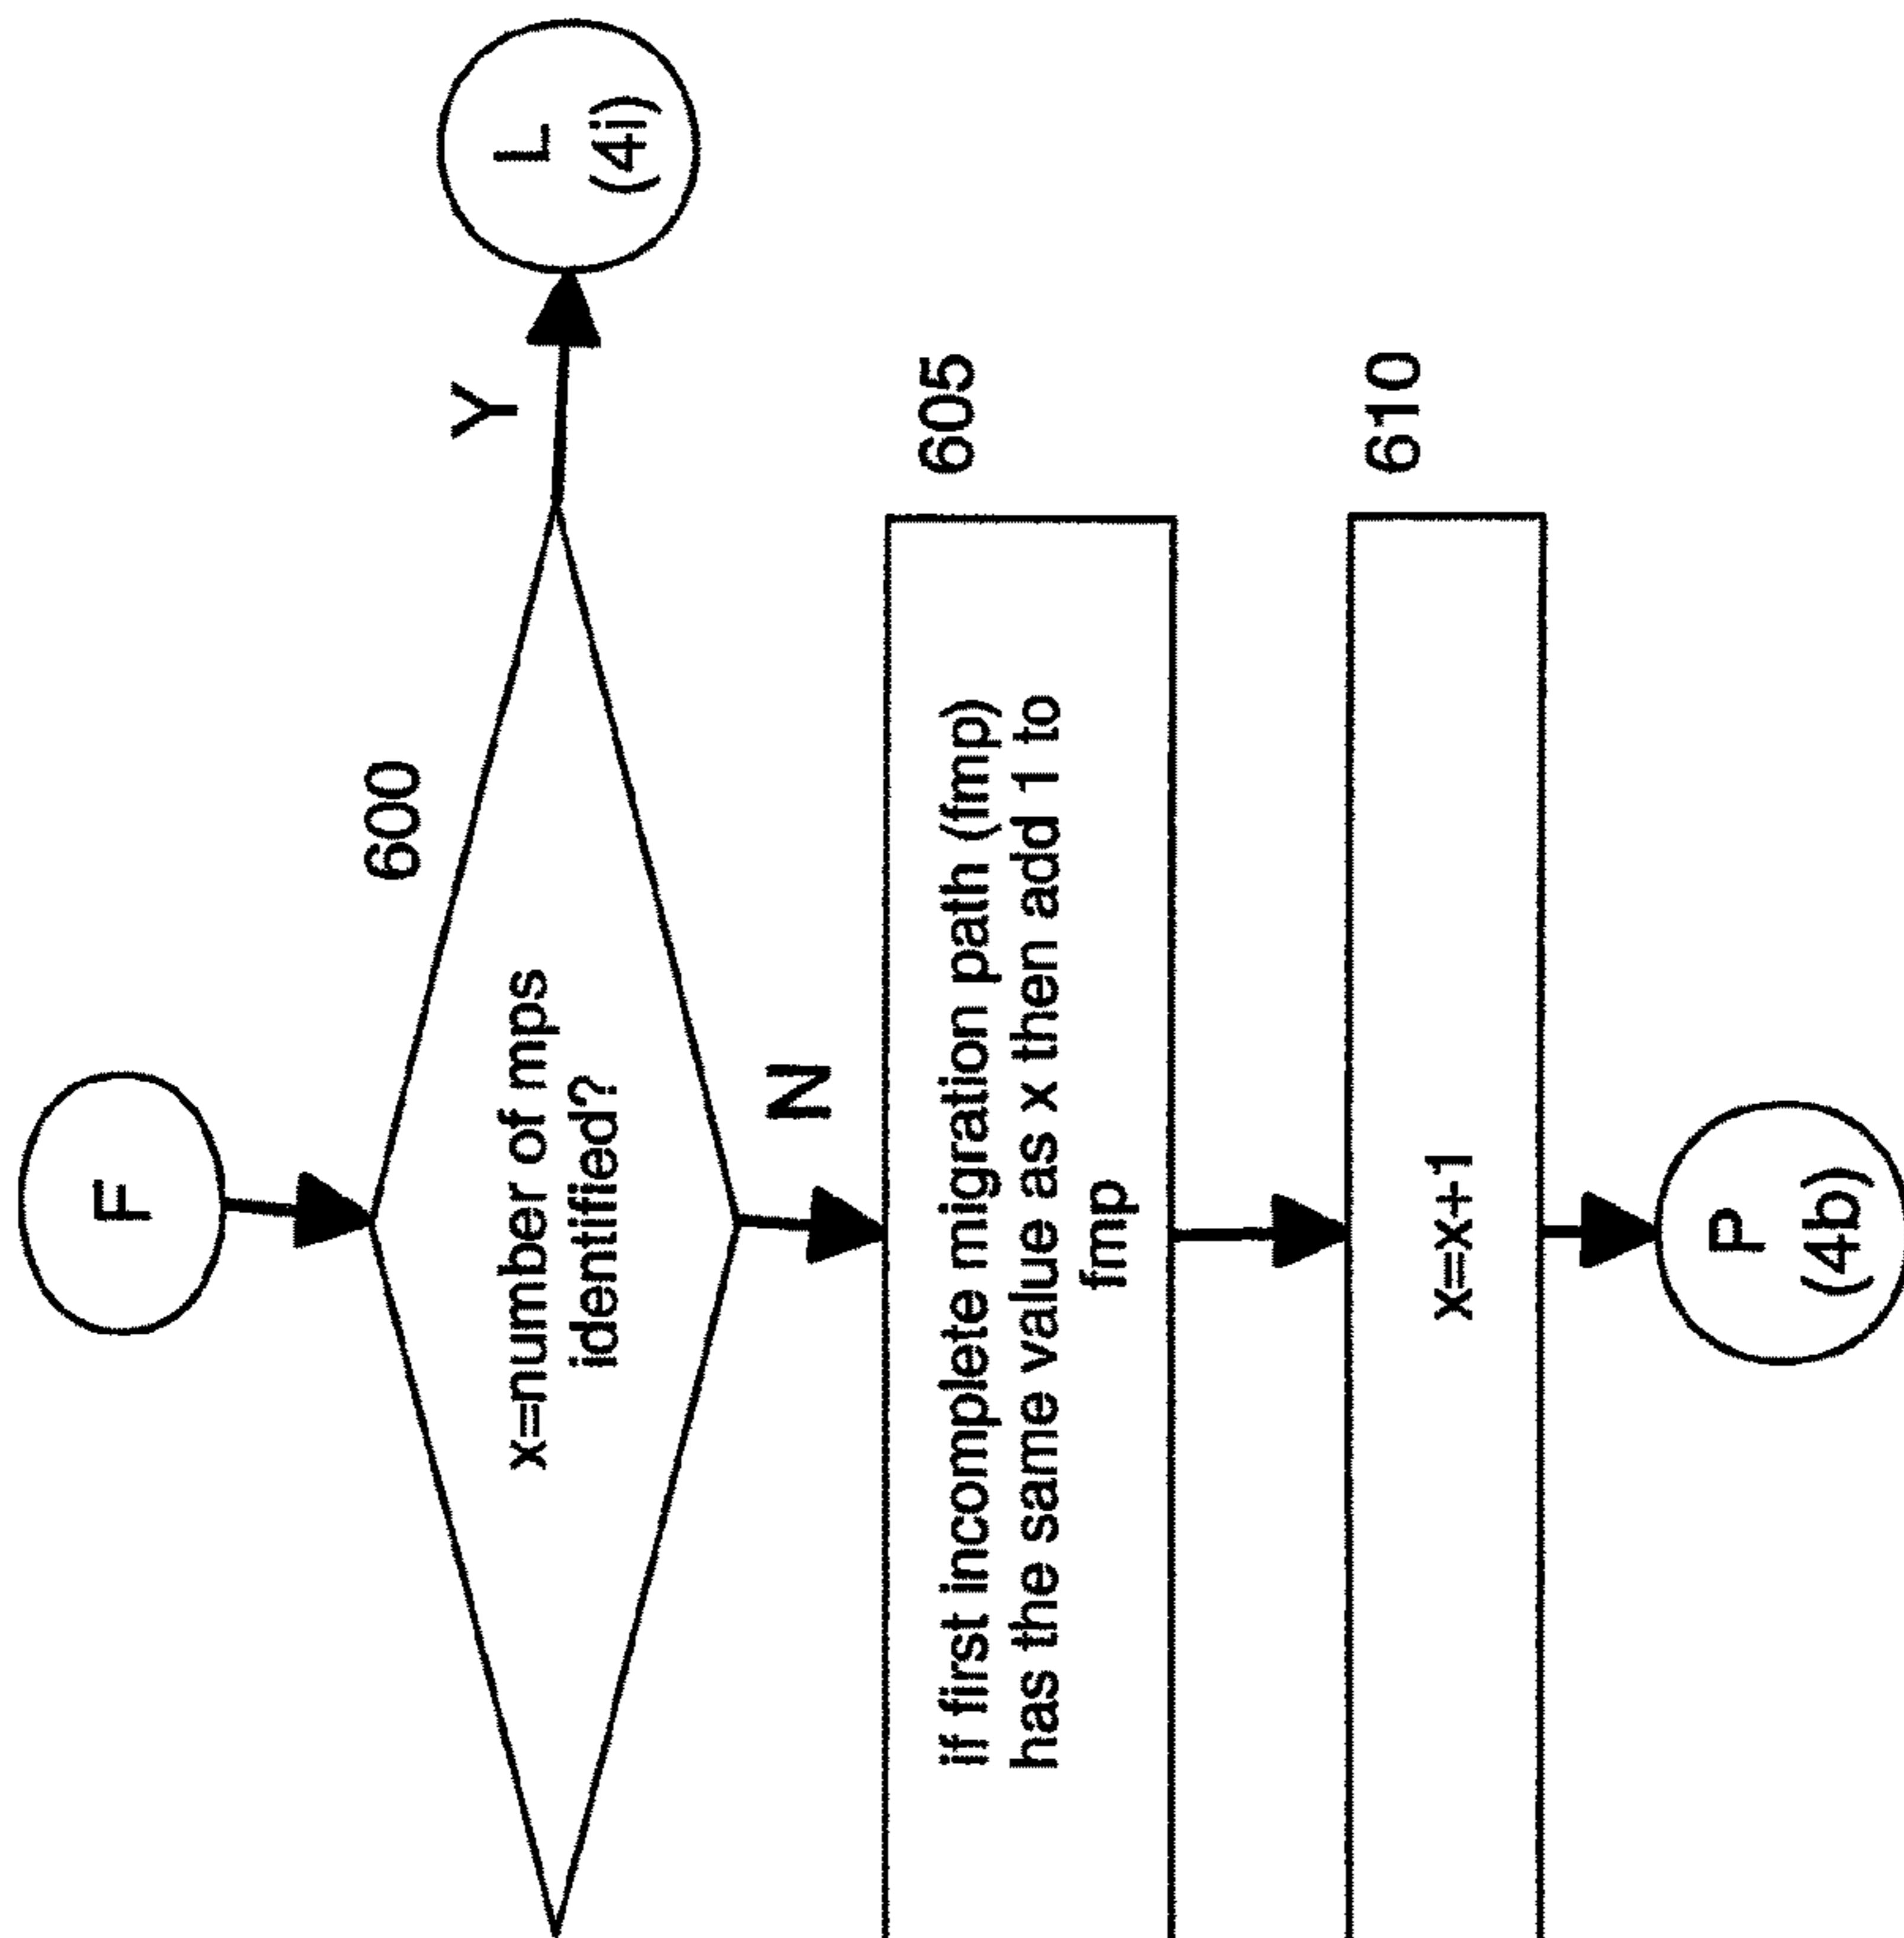 F
600
x=number of mps
identified?
Y
L
(4i)
N
605
if first incomplete migration path (fmp)
has the same value as x then add 1 to
fmp
610
x=x+1
P
(4b)